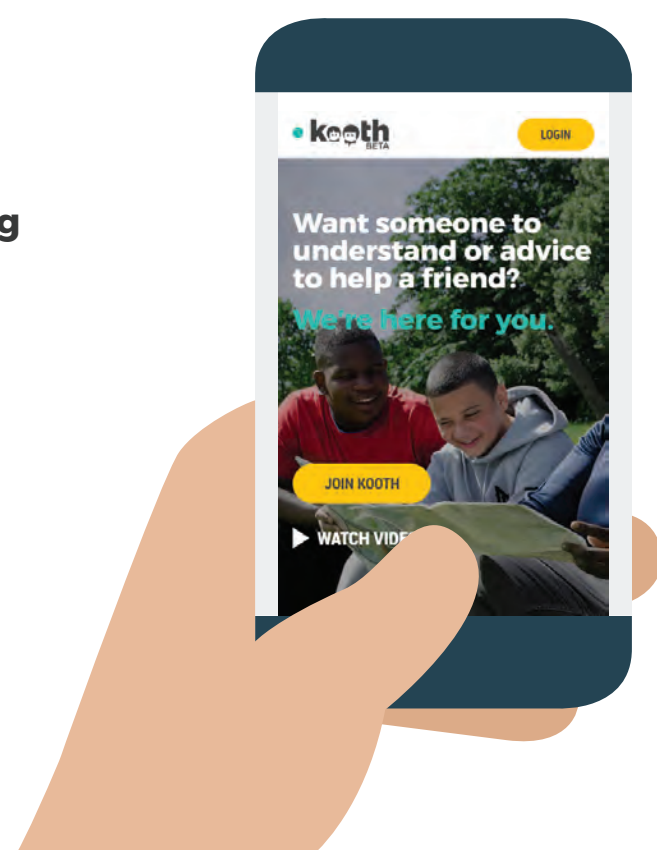 g
kooth
BETA
LOGIN
Want someone to
understand or advice
to help a friend?
We're here for you.
JOIN KOOTH
WATCH